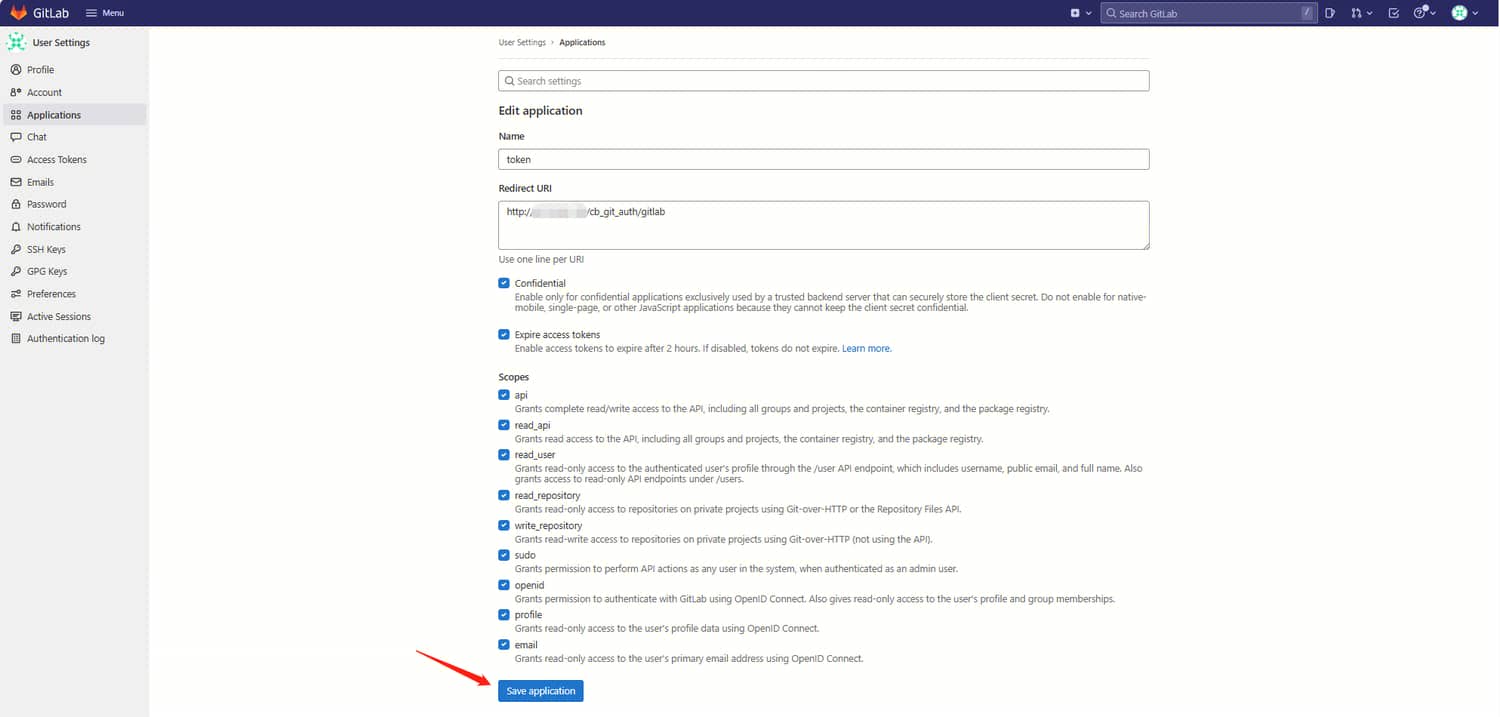 GitLab
Menu
Search GitLab
/
User Settings
Profile
Account
Applications
Chat
Access Tokens
Emails
Password
Notifications
SSH Keys
GPG Keys
Preferences
Active Sessions
Authentication log
User Settings › Applications
Search settings
Edit application
Name
token
Redirect URI
http:// /cb_git_auth/gitlab
Use one line per URI
Confidential
Enable only for confidential applications exclusively used by a trusted backend server that can securely store the client secret. Do not enable for native-
mobile, single-page, or other JavaScript applications because they cannot keep the client secret confidential.
Expire access tokens
Enable access tokens to expire after 2 hours. If disabled, tokens do not expire. Learn more.
Scopes
api
Grants complete read/write access to the API, including all groups and projects, the container registry, and the package registry.
read_api
Grants read access to the API, including all groups and projects, the container registry, and the package registry.
read_user
Grants read-only access to the authenticated user's profile through the /user API endpoint, which includes username, public email, and full name. Also
grants access to read-only API endpoints under /users.
read_repository
Grants read-only access to repositories on private projects using Git-over-HTTP or the Repository Files API.
write_repository
Grants read-write access to repositories on private projects using Git-over-HTTP (not using the API).
sudo
Grants permission to perform API actions as any user in the system, when authenticated as an admin user.
openid
Grants permission to authenticate with GitLab using OpenID Connect. Also gives read-only access to the user's profile and group memberships.
profile
Grants read-only access to the user's profile data using OpenID Connect.
email
Grants read-only access to the user's primary email address using OpenID Connect.
Save application